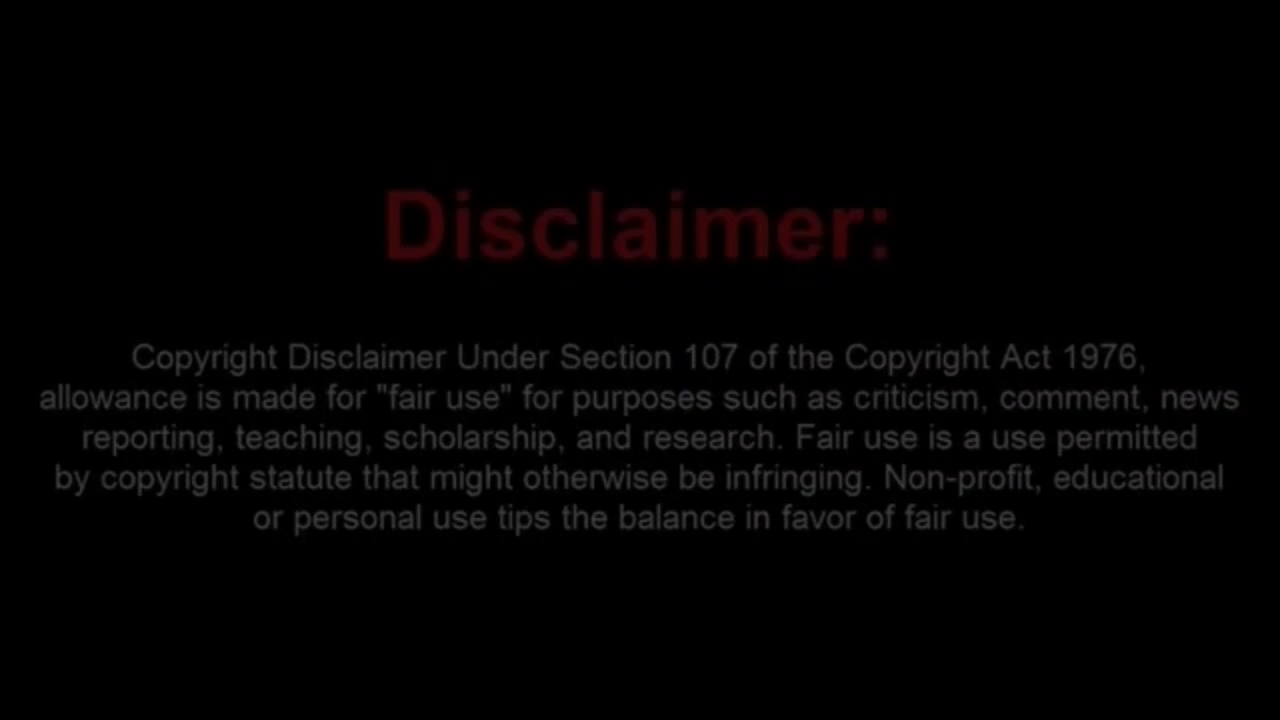 Disclaimer:
Copyright Disclaimer Under Section 107 of the Copyright Act 1976,
allowance is made for "fair use" for purposes such as criticism, comment, news
reporting, teaching, scholarship, and research. Fair use is a use permitted
by copyright statute that might otherwise be infringing. Non-profit, educational
or personal use tips the balance in favor of fair use.